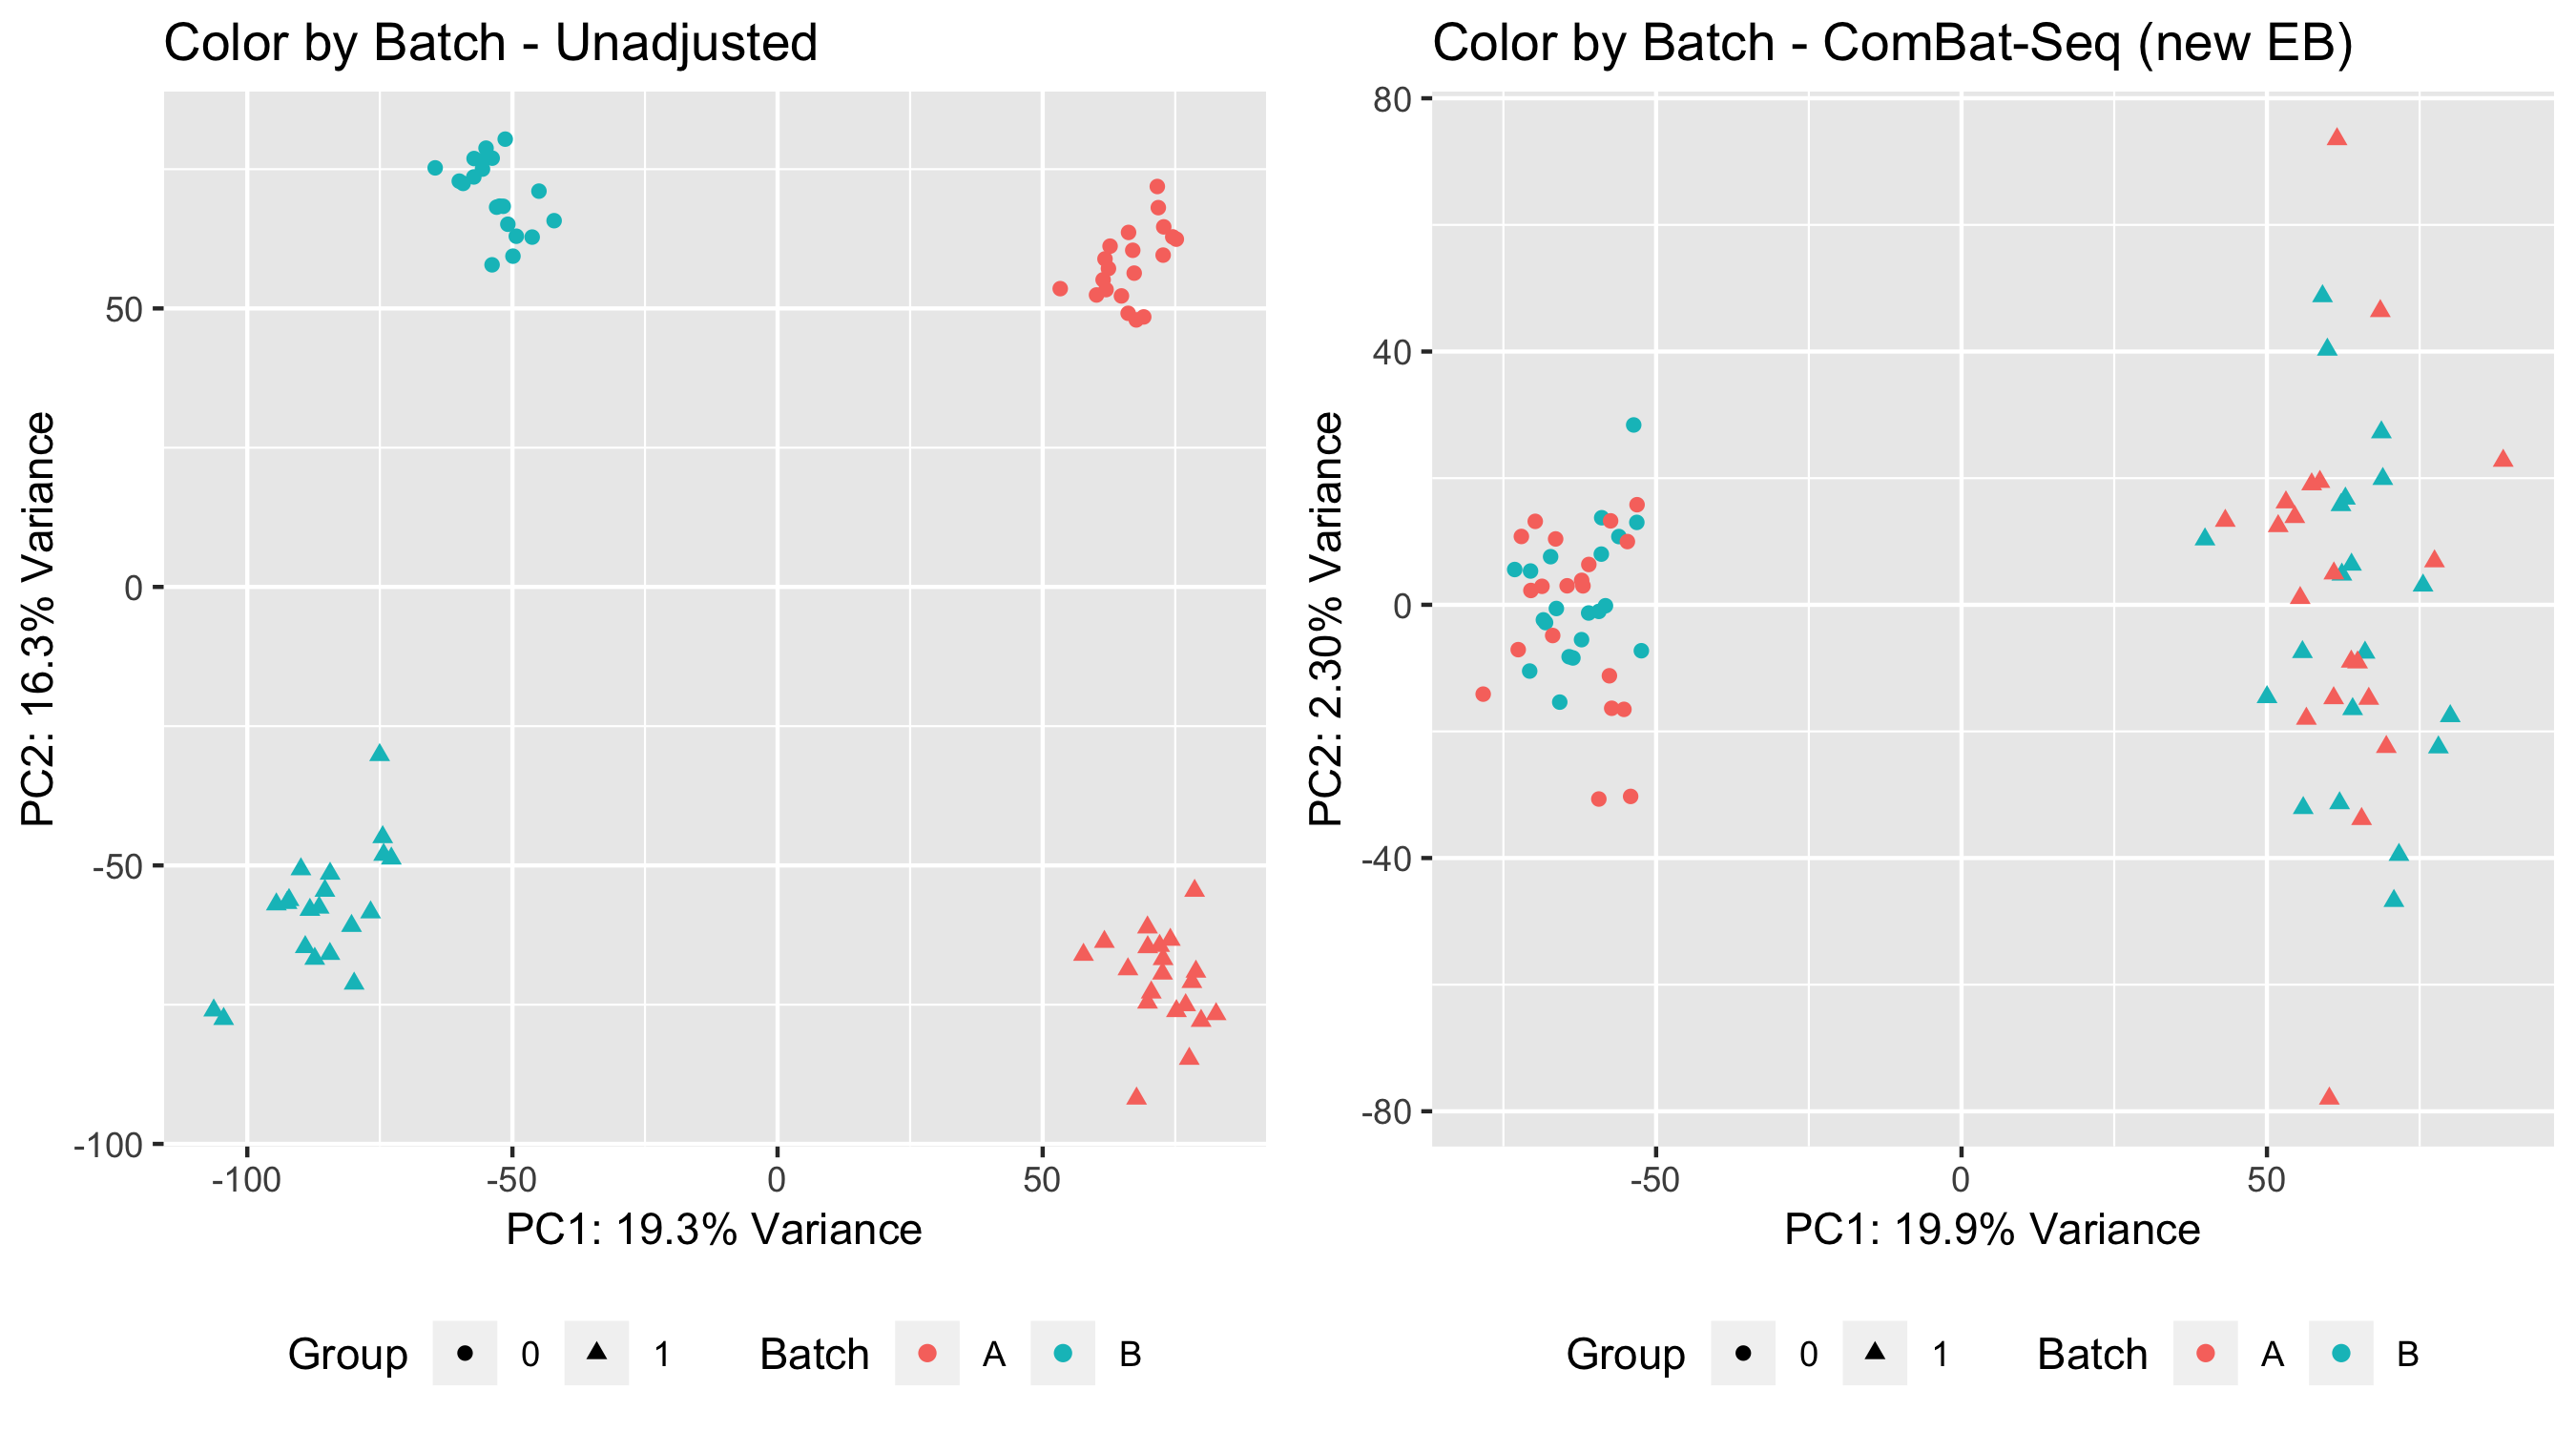 Color by Batch - Unadjusted
PC2: 16.3% Variance
50
0
-50
-100
-100 -50 0 50
PC1: 19.3% Variance
Group 0 1 Batch A B
Color by Batch - ComBat-Seq (new EB)
PC2: 2.30% Variance
80
40
0
-40
-80
-50 0 50
PC1: 19.9% Variance
Group 0 1 Batch A B